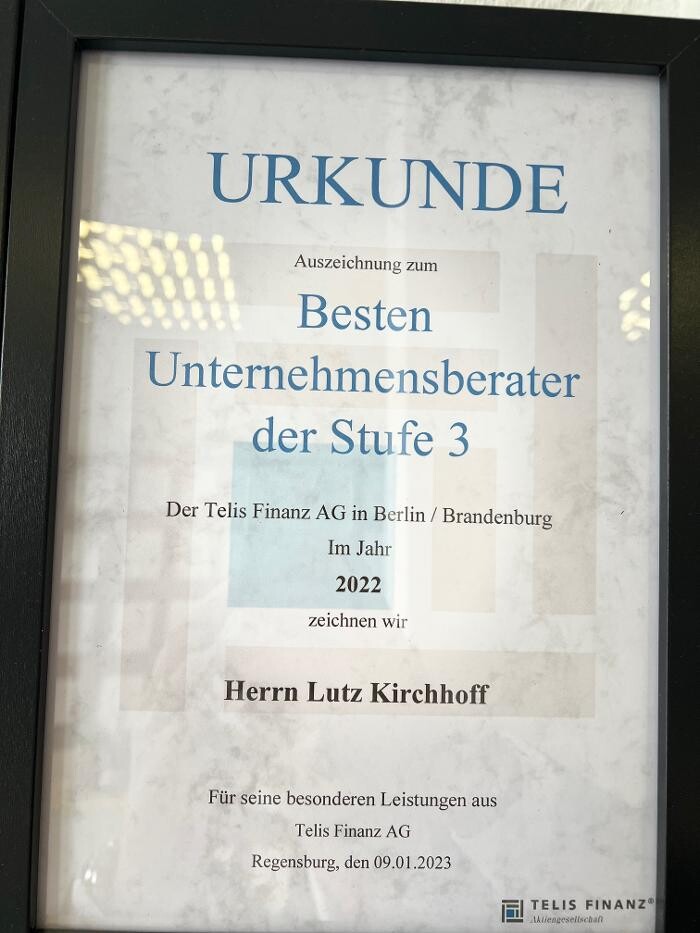 URKUNDE
Auszeichnung zum
Besten
Unternehmensberater
der Stufe 3
Der Telis Finanz AG in Berlin / Brandenburg
Im Jahr
2022
zeichnen wir
Herrn Lutz Kirchhoff
Für seine besonderen Leistungen aus
Telis Finanz AG
Regensburg, den 09.01.2023
TELIS FINANZ®
Aktiengesellschaft